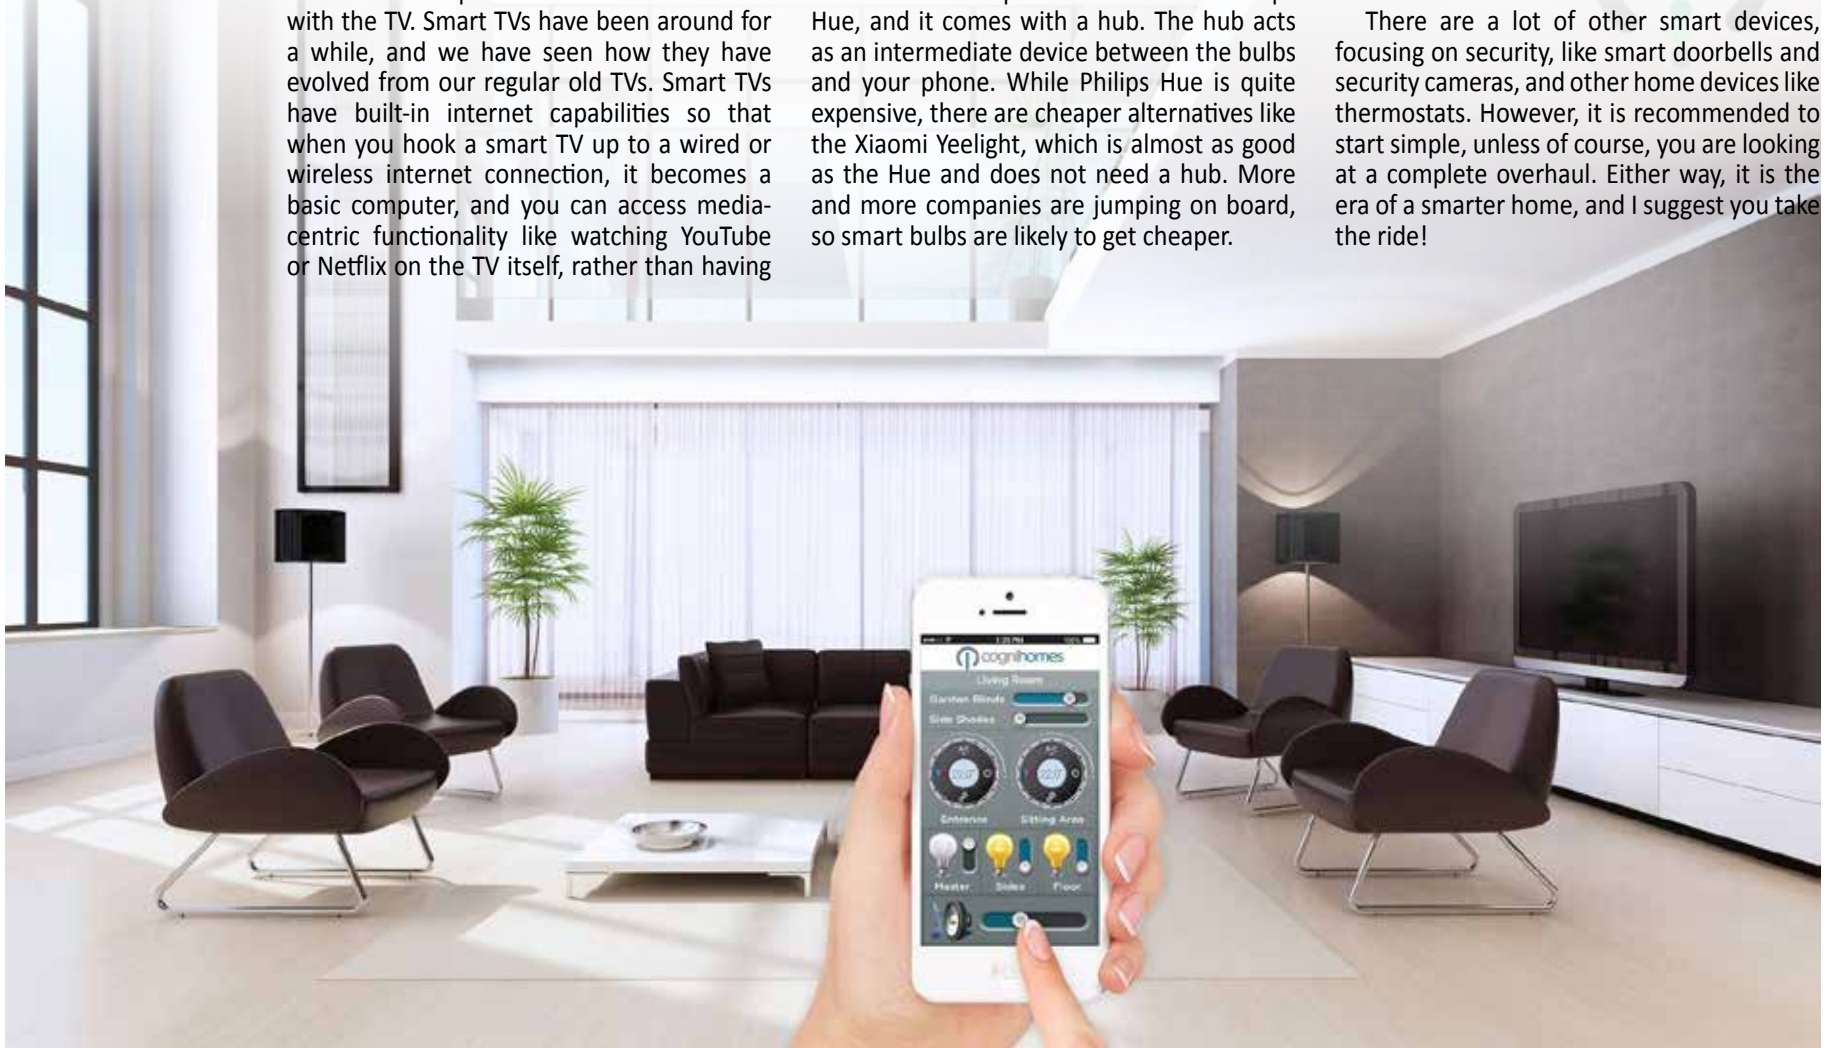 with the TV. Smart TVs have been around for
a while, and we have seen how they have
evolved from our regular old TVs. Smart TVs
have built-in internet capabilities so that
when you hook a smart TV up to a wired or
wireless internet connection, it becomes a
basic computer, and you can access media-
centric functionality like watching YouTube
or Netflix on the TV itself, rather than having
Hue, and it comes with a hub. The hub acts
as an intermediate device between the bulbs
and your phone. While Philips Hue is quite
expensive, there are cheaper alternatives like
the Xiaomi Yeelight, which is almost as good
as the Hue and does not need a hub. More
and more companies are jumping on board,
so smart bulbs are likely to get cheaper.
There are a lot of other smart devices,
focusing on security, like smart doorbells and
security cameras, and other home devices like
thermostats. However, it is recommended to
start simple, unless of course, you are looking
at a complete overhaul. Either way, it is the
era of a smarter home, and I suggest you take
the ride!
cognihomes
Living Room
Garden Blinds
Side Shades
Entrance Sitting Area
Master Sides Floor